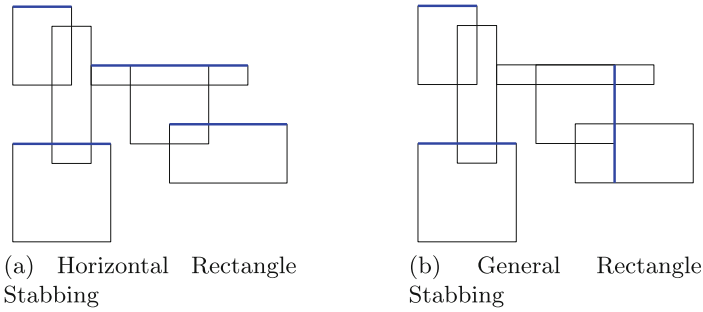 (a) Horizontal Rectangle
Stabbing
(b) General Rectangle
Stabbing